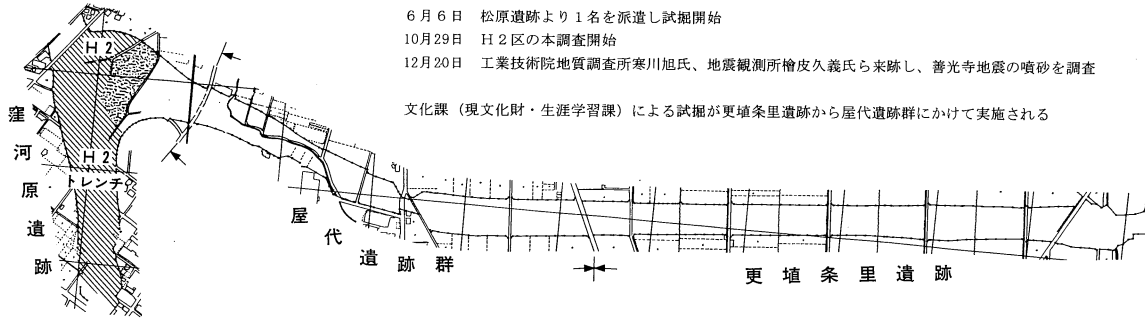 6月6日 松原遺跡より1名を派遣し試掘開始
10月29日 H2区の本調査開始
12月20日 工業技術院地質調査所寒川旭氏、地震観測所檜皮久義氏ら来跡し、善光寺地震の噴砂を調査
文化課(現文化財・生涯学習課)による試掘が更埴条里遺跡から屋代遺跡群にかけて実施される
H2
H2
トレンチ
窪河原遺跡
屋代遺跡群
更埴条里遺跡